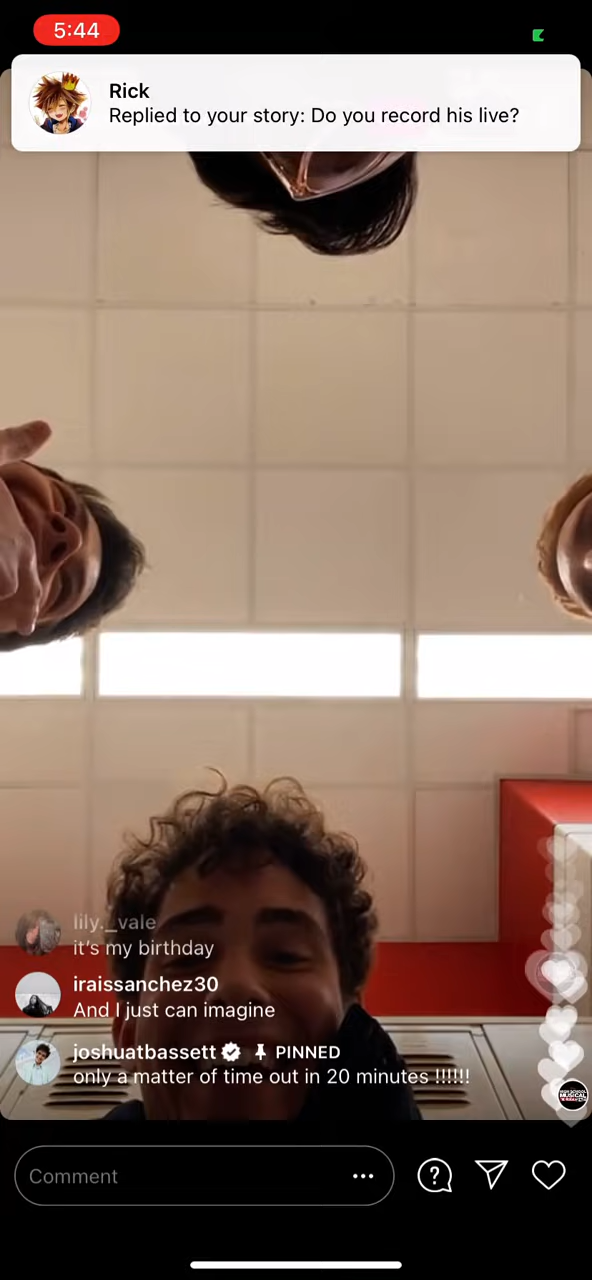 5:44
Rick
Replied to your story: Do you record his live?
lily._vale
it's my birthday
iraissanchez30
And I just can imagine
joshuatbassett PINNED
only a matter of time out in 20 minutes !!!!!!
MUSICAL
Comment